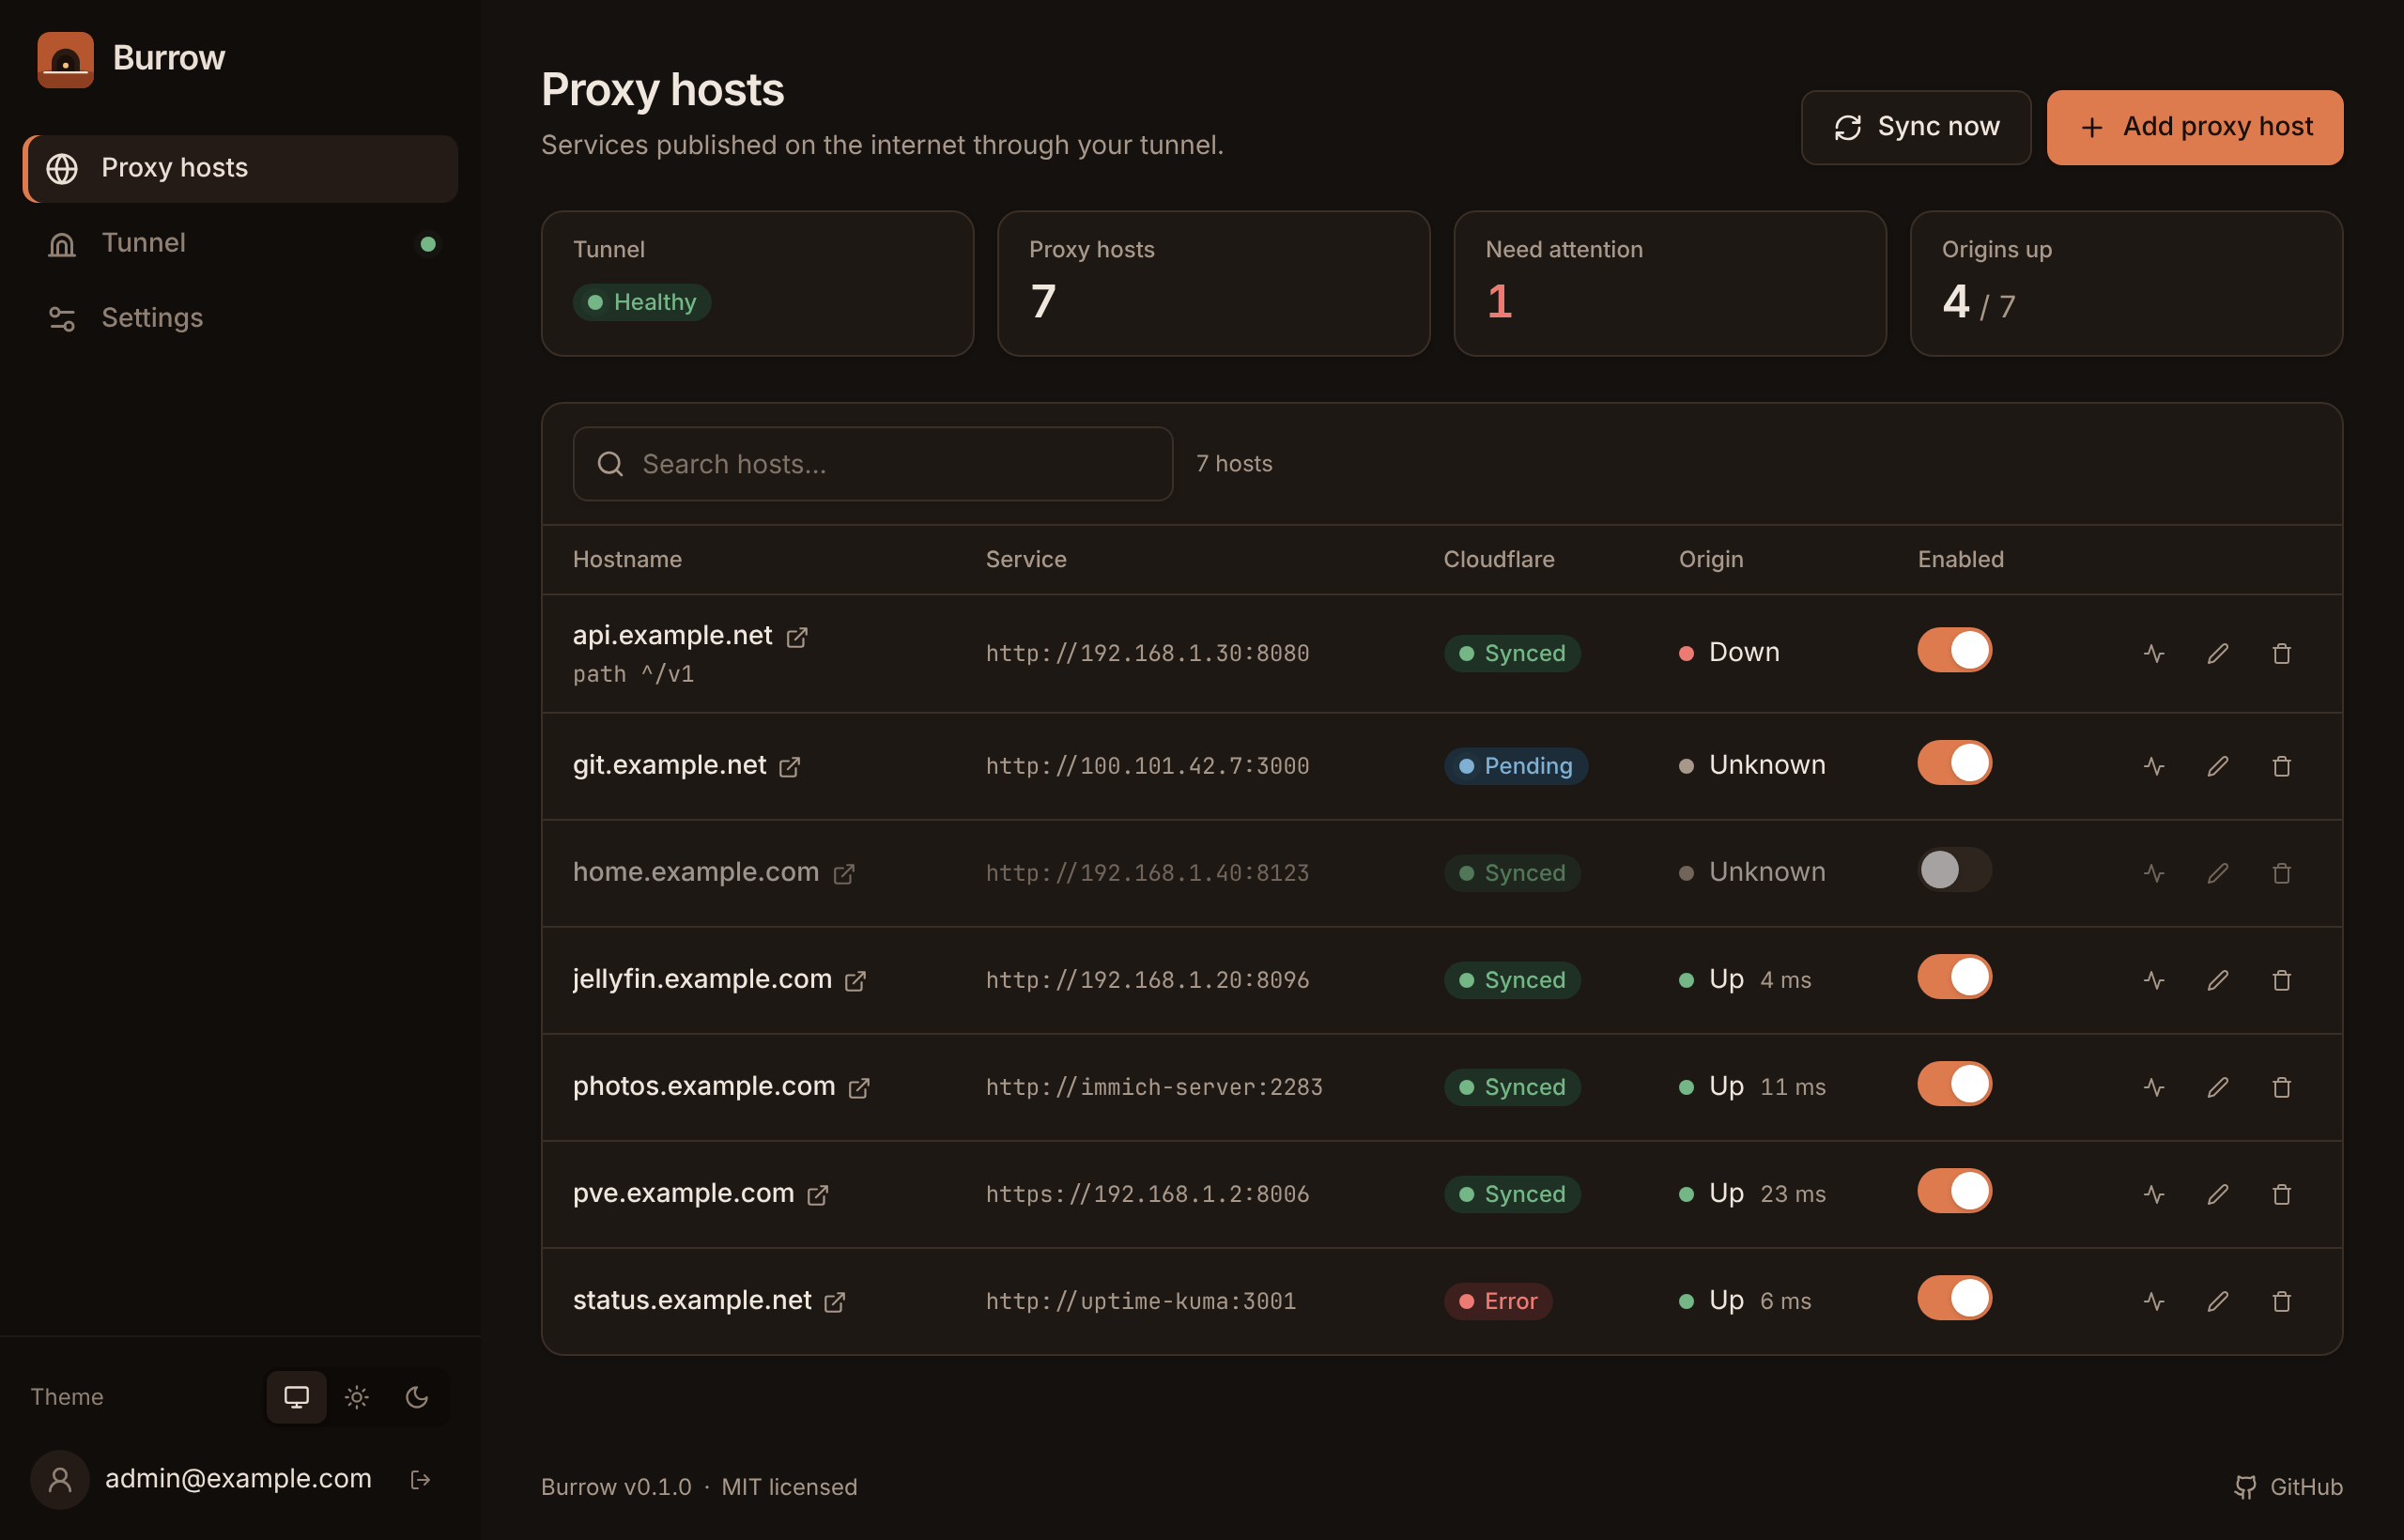 Burrow
Proxy hosts
Tunnel
Settings
Theme
admin@example.com
Proxy hosts
Services published on the internet through your tunnel.
Sync now
Add proxy host
Tunnel
Healthy
Proxy hosts
7
Need attention
1
Origins up
4 / 7
Search hosts...
7 hosts
Hostname Service Cloudflare Origin Enabled
api.example.net http://192.168.1.30:8080 Synced Down
path ^/v1
git.example.net http://100.101.42.7:3000 Pending Unknown
home.example.com http://192.168.1.40:8123 Synced Unknown
jellyfin.example.com http://192.168.1.20:8096 Synced Up 4 ms
photos.example.com http://immich-server:2283 Synced Up 11 ms
pve.example.com https://192.168.1.2:8006 Synced Up 23 ms
status.example.net http://uptime-kuma:3001 Error Up 6 ms
Burrow v0.1.0 · MIT licensed
GitHub